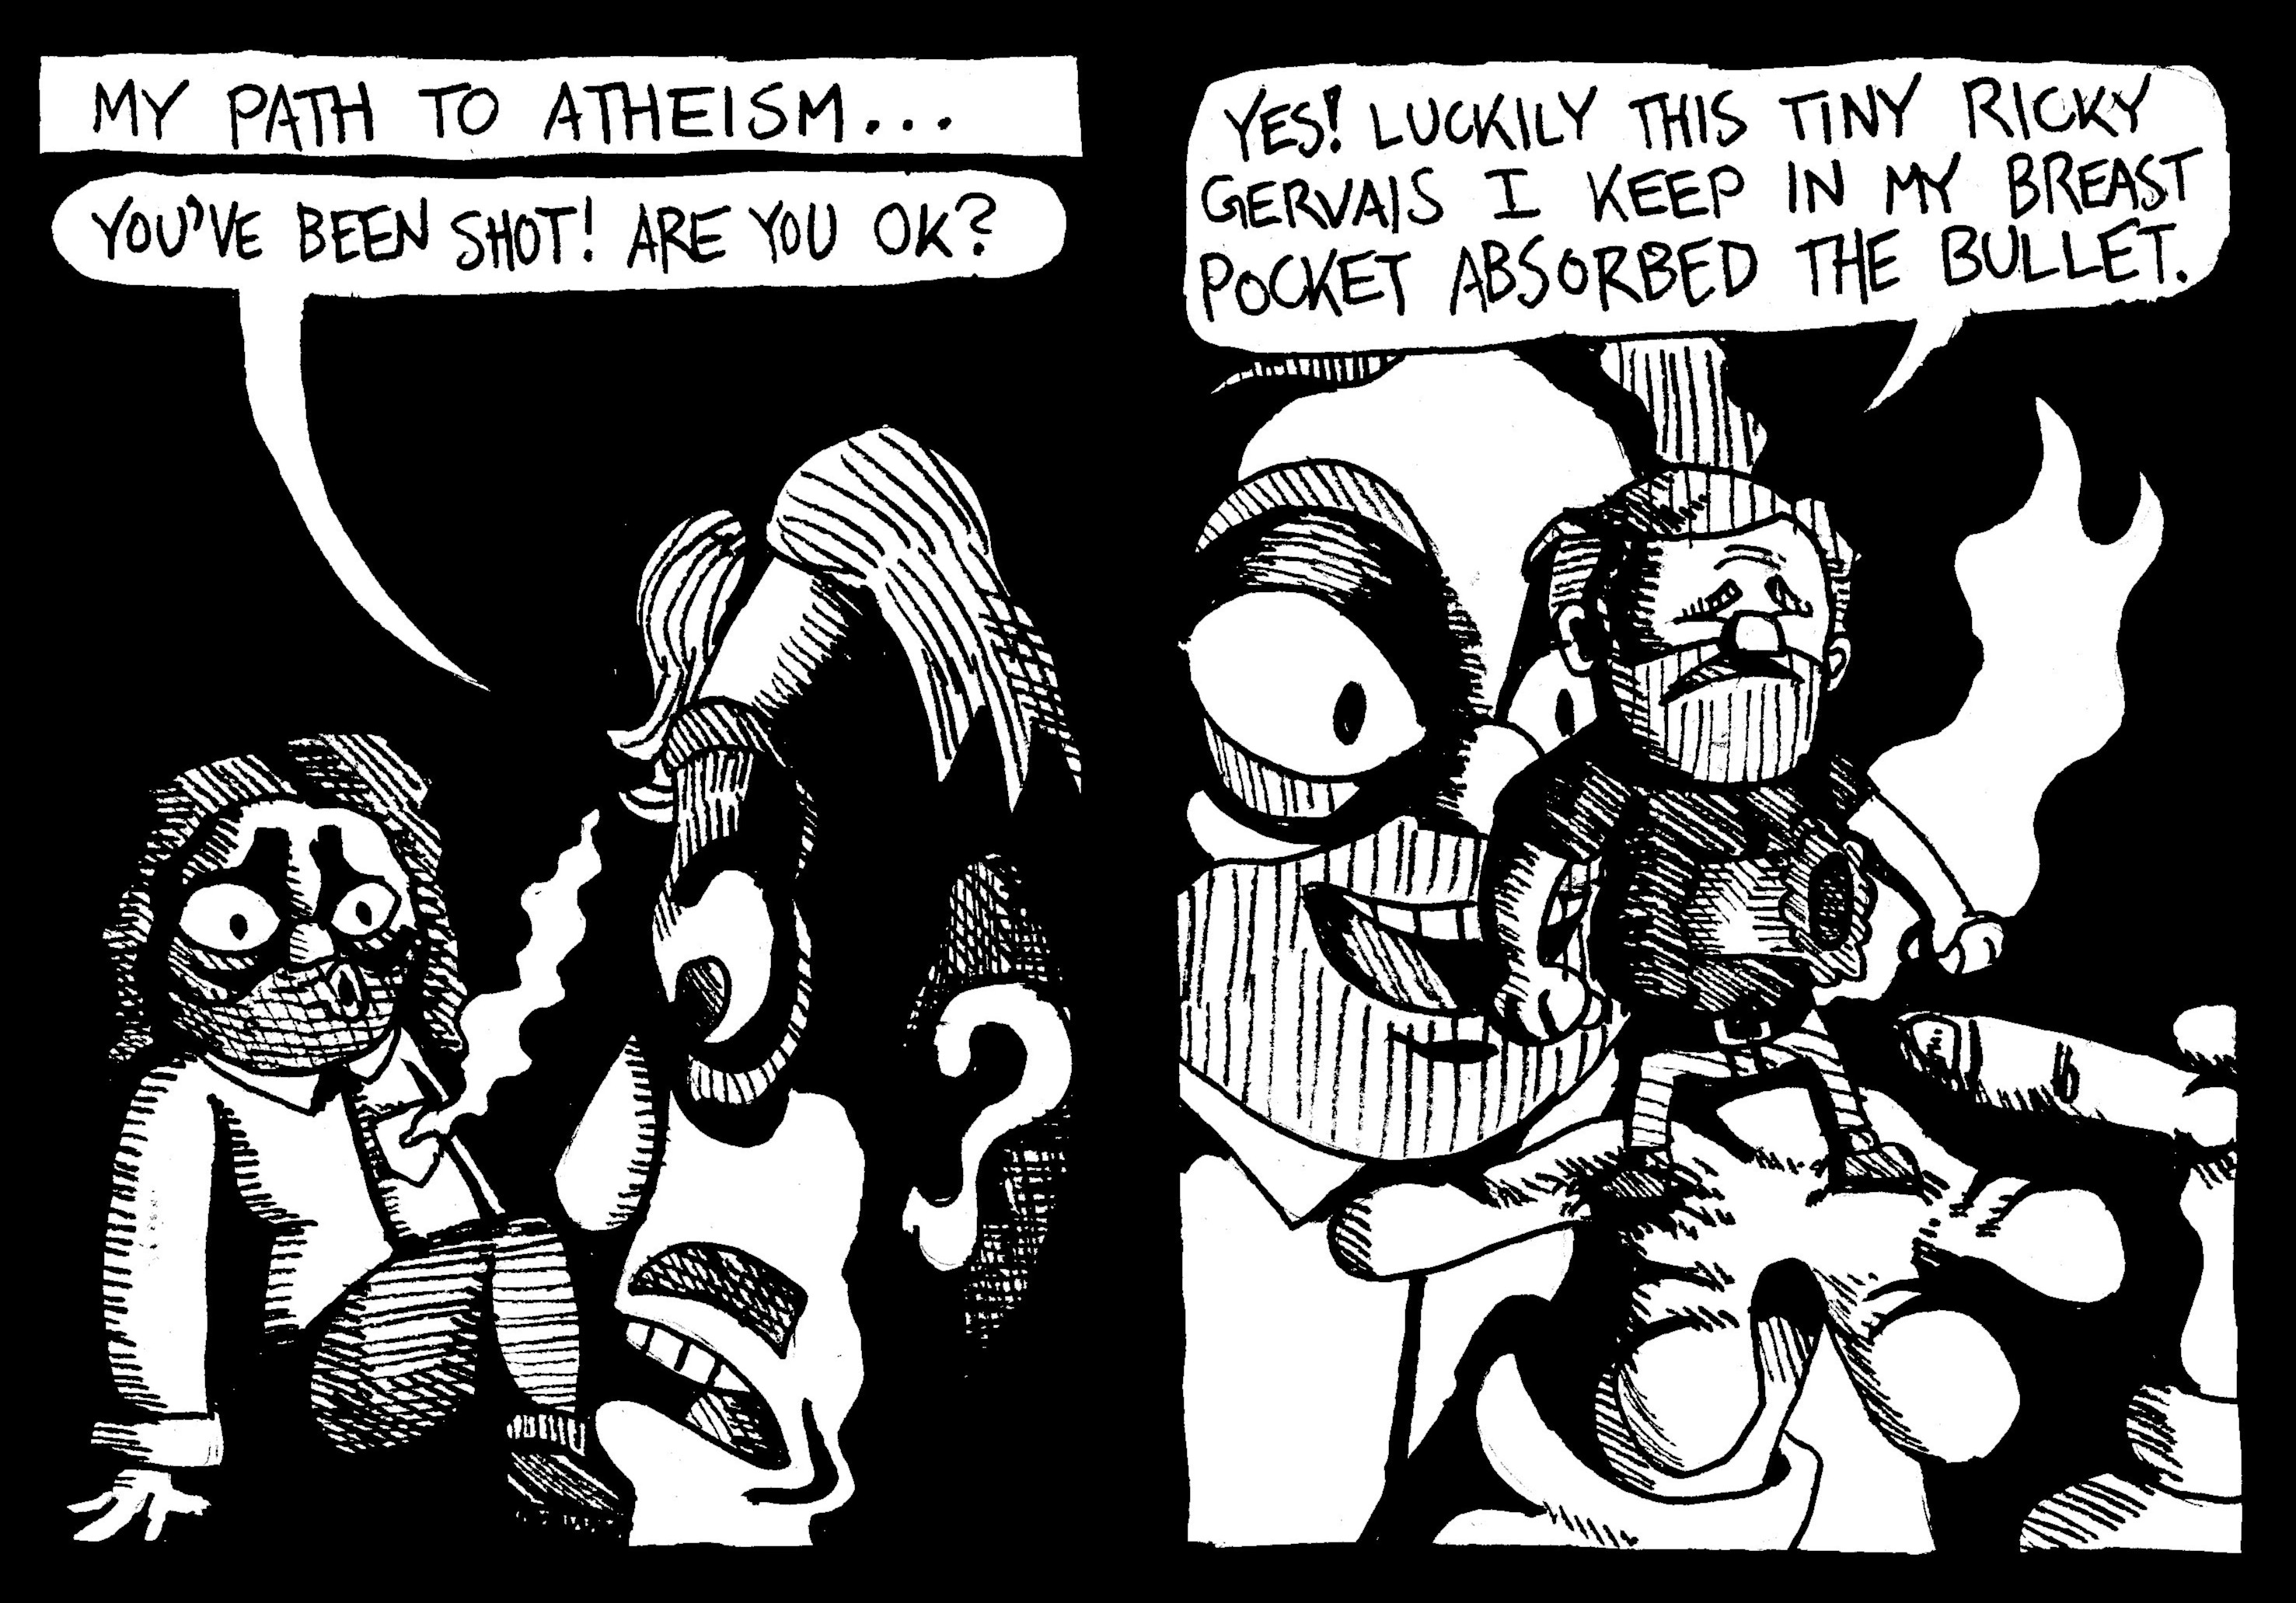 MY PATH TO ATHEISM...
YOU'VE BEEN SHOT! ARE YOU OK?
YES! LUCKILY THIS TINY RICKY
GERVAIS I KEEP IN MY BREAST
POCKET ABSORBED THE BULLET.
?